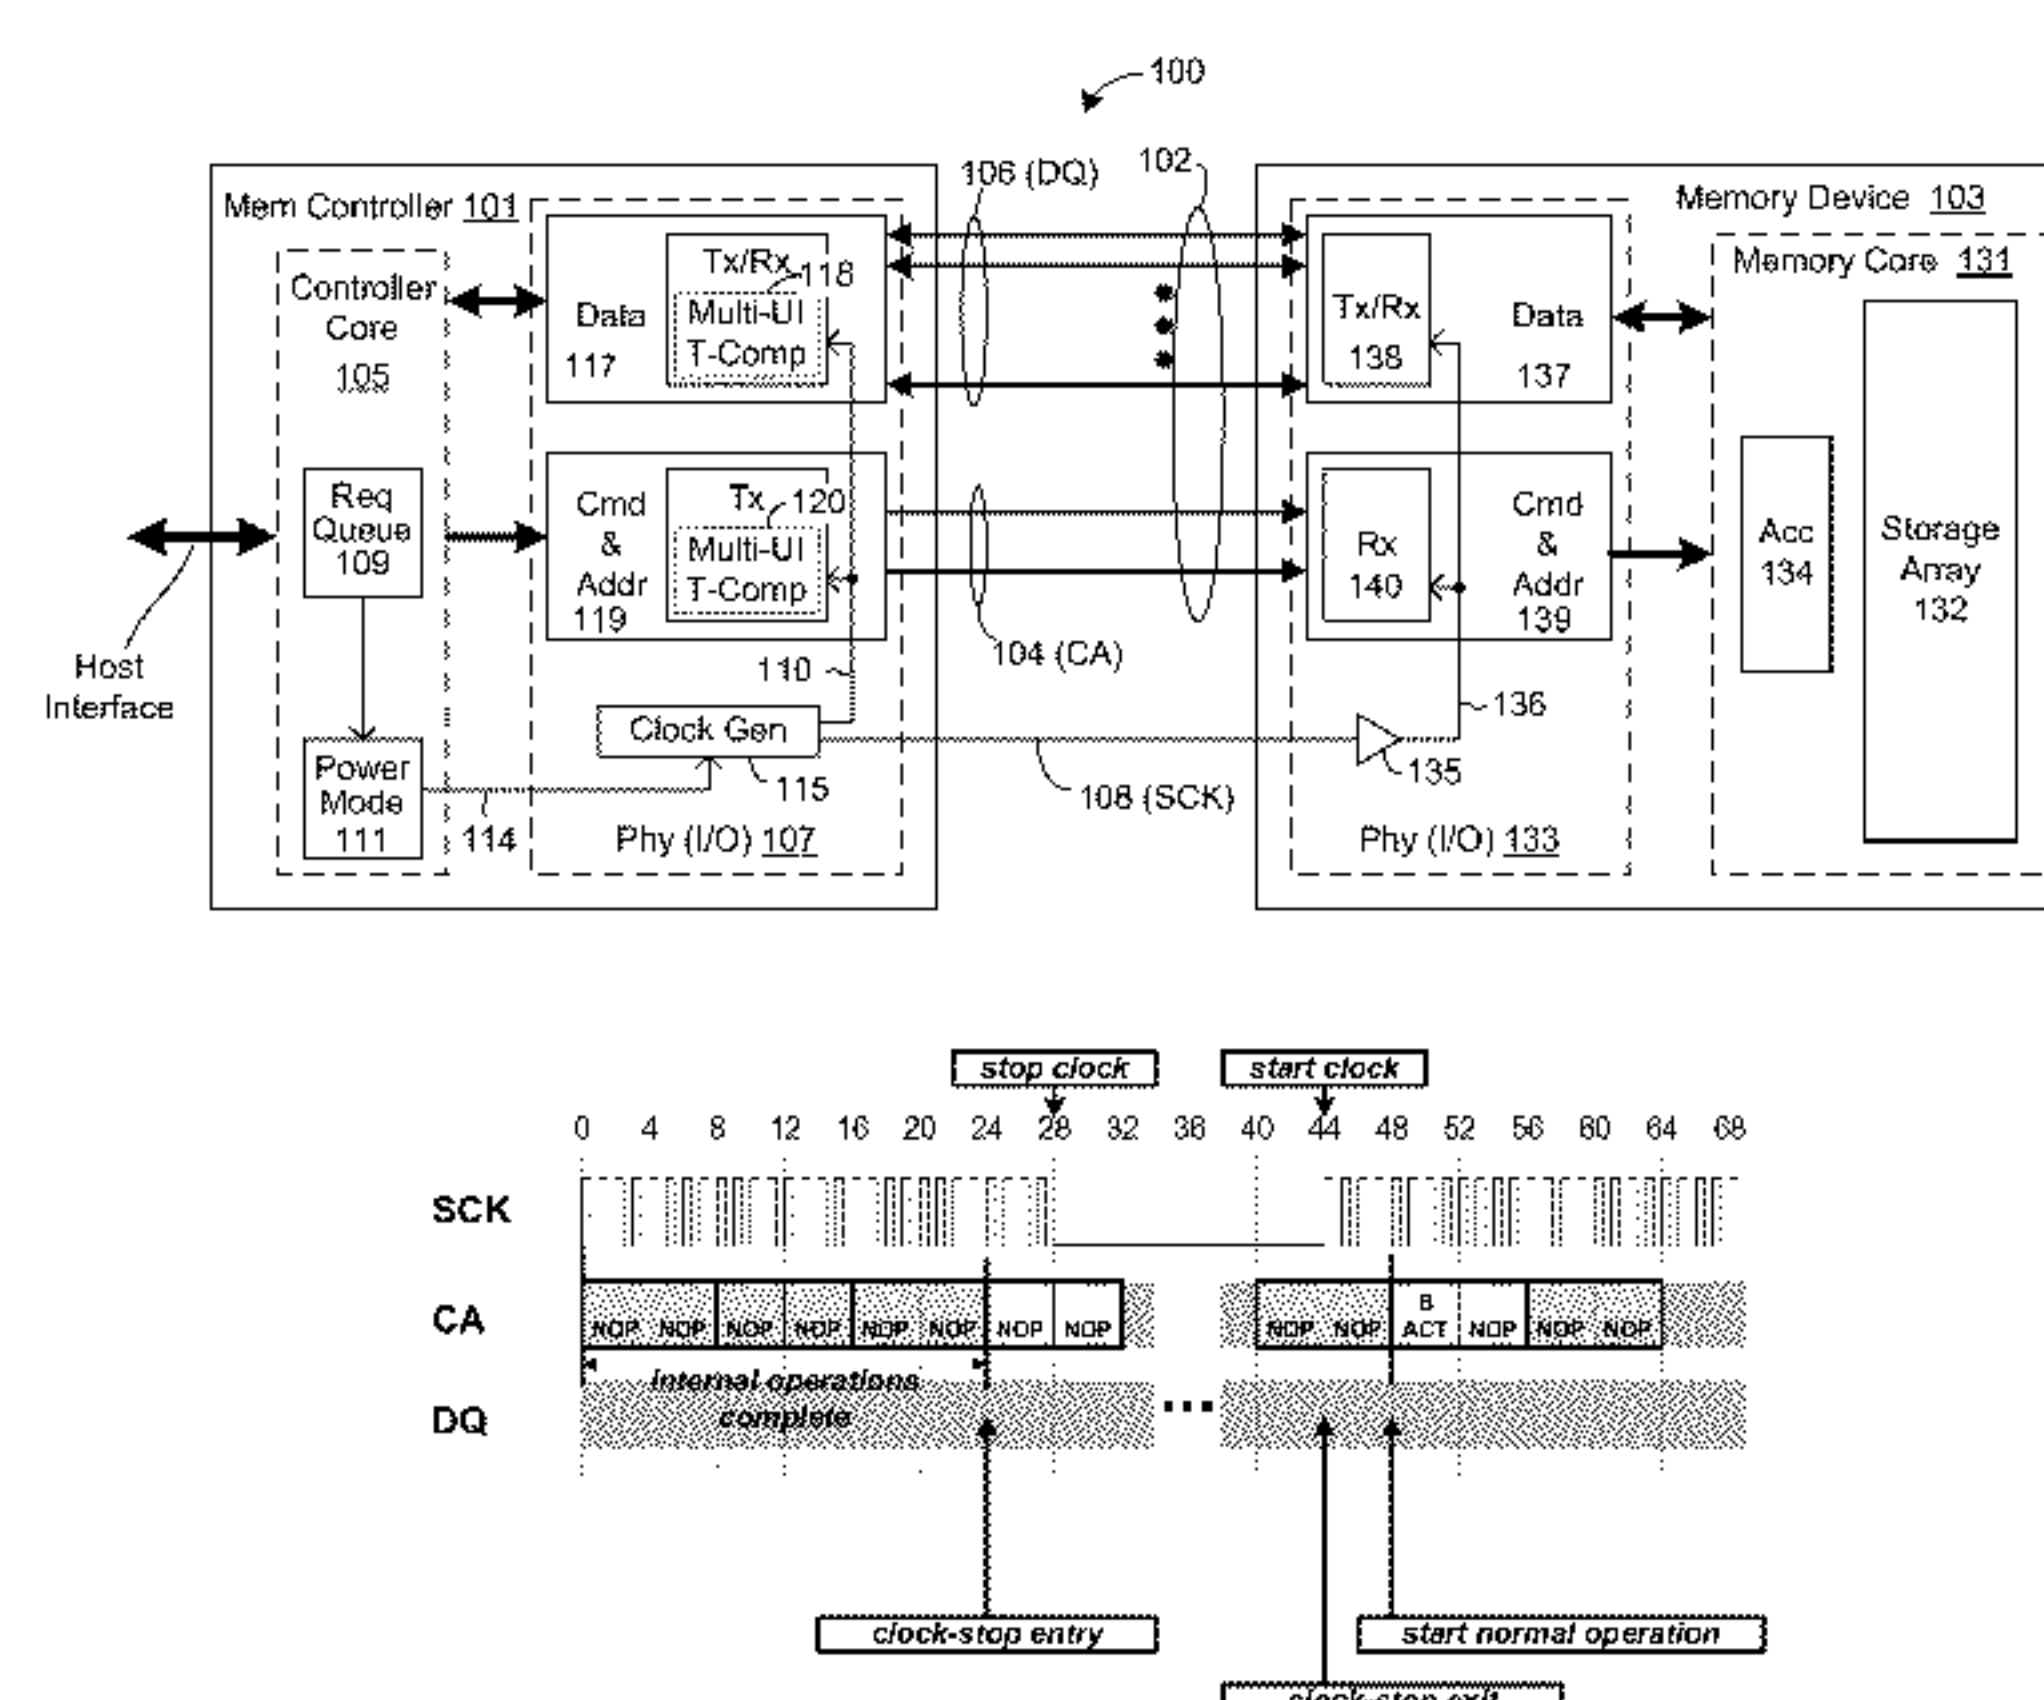 100
106 (DQ)
102
Mem Controller 101
Memory Device 103
Controller
Core
105
Tx/Rx
118
Multi-UI
T-Comp
Data
117
Tx/Rx
138
Data
137
Memory Core 131
Req
Queue
109
Cmd
&
Addr
119
Tx
120
Multi-UI
T-Comp
Rx
140
Cmd
&
Addr
139
Acc
134
Storage
Array
132
Host
Interface
110
104 (CA)
136
Clock Gen
115
135
108 (SCK)
Power
Mode
111
114
Phy (I/O) 107
Phy (I/O) 133
stop clock
start clock
0 4 8 12 16 20 24 28 32 36 40 44 48 52 56 60 64 68
SCK
CA
NOP NOP NOP NOP NOP NOP NOP NOP
NOP NOP B ACT NOP NOP NOP
internal operations
complete
DQ
...
clock-stop entry
start normal operation
clock-stop exit